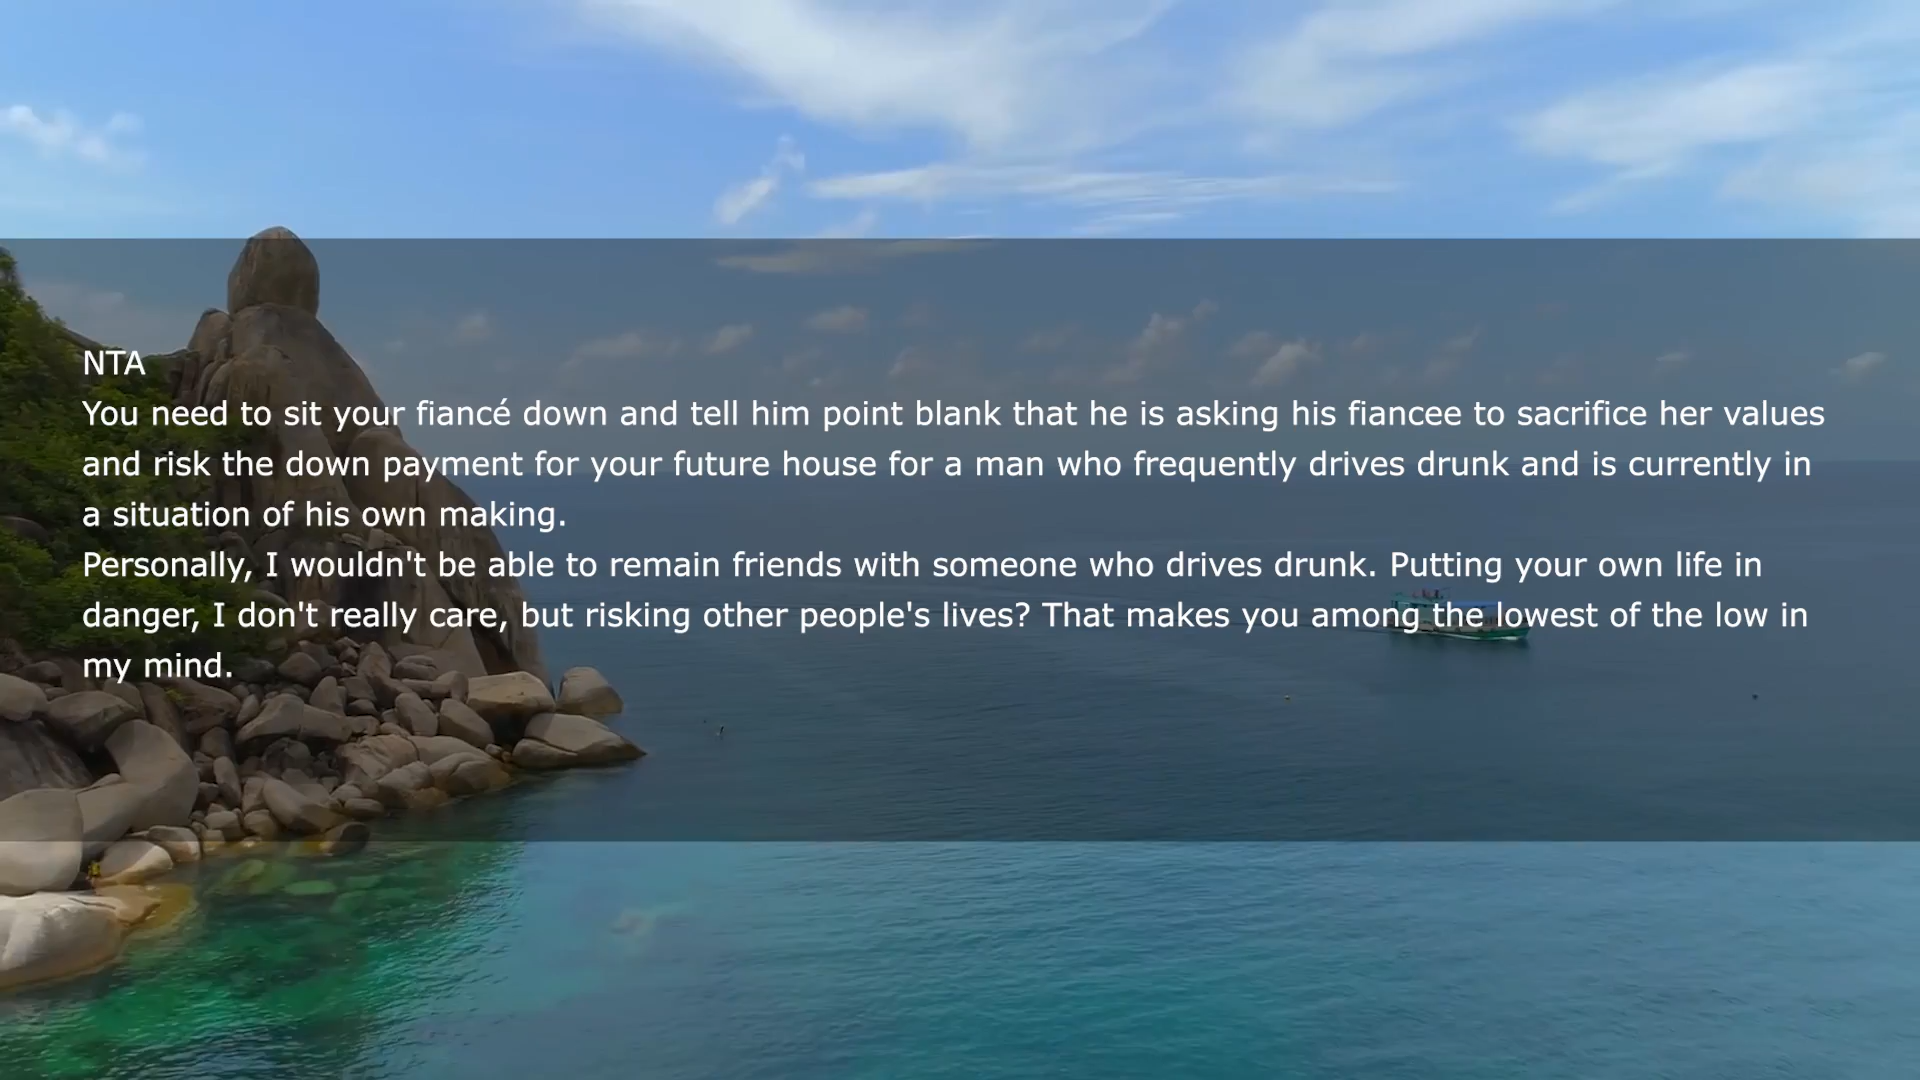 NTA
You need to sit your fiancé down and tell him point blank that he is asking his fiancee to sacrifice her values
and risk the down payment for your future house for a man who frequently drives drunk and is currently in
a situation of his own making.
Personally, I wouldn't be able to remain friends with someone who drives drunk. Putting your own life in
danger, I don't really care, but risking other people's lives? That makes you among the lowest of the low in
my mind.